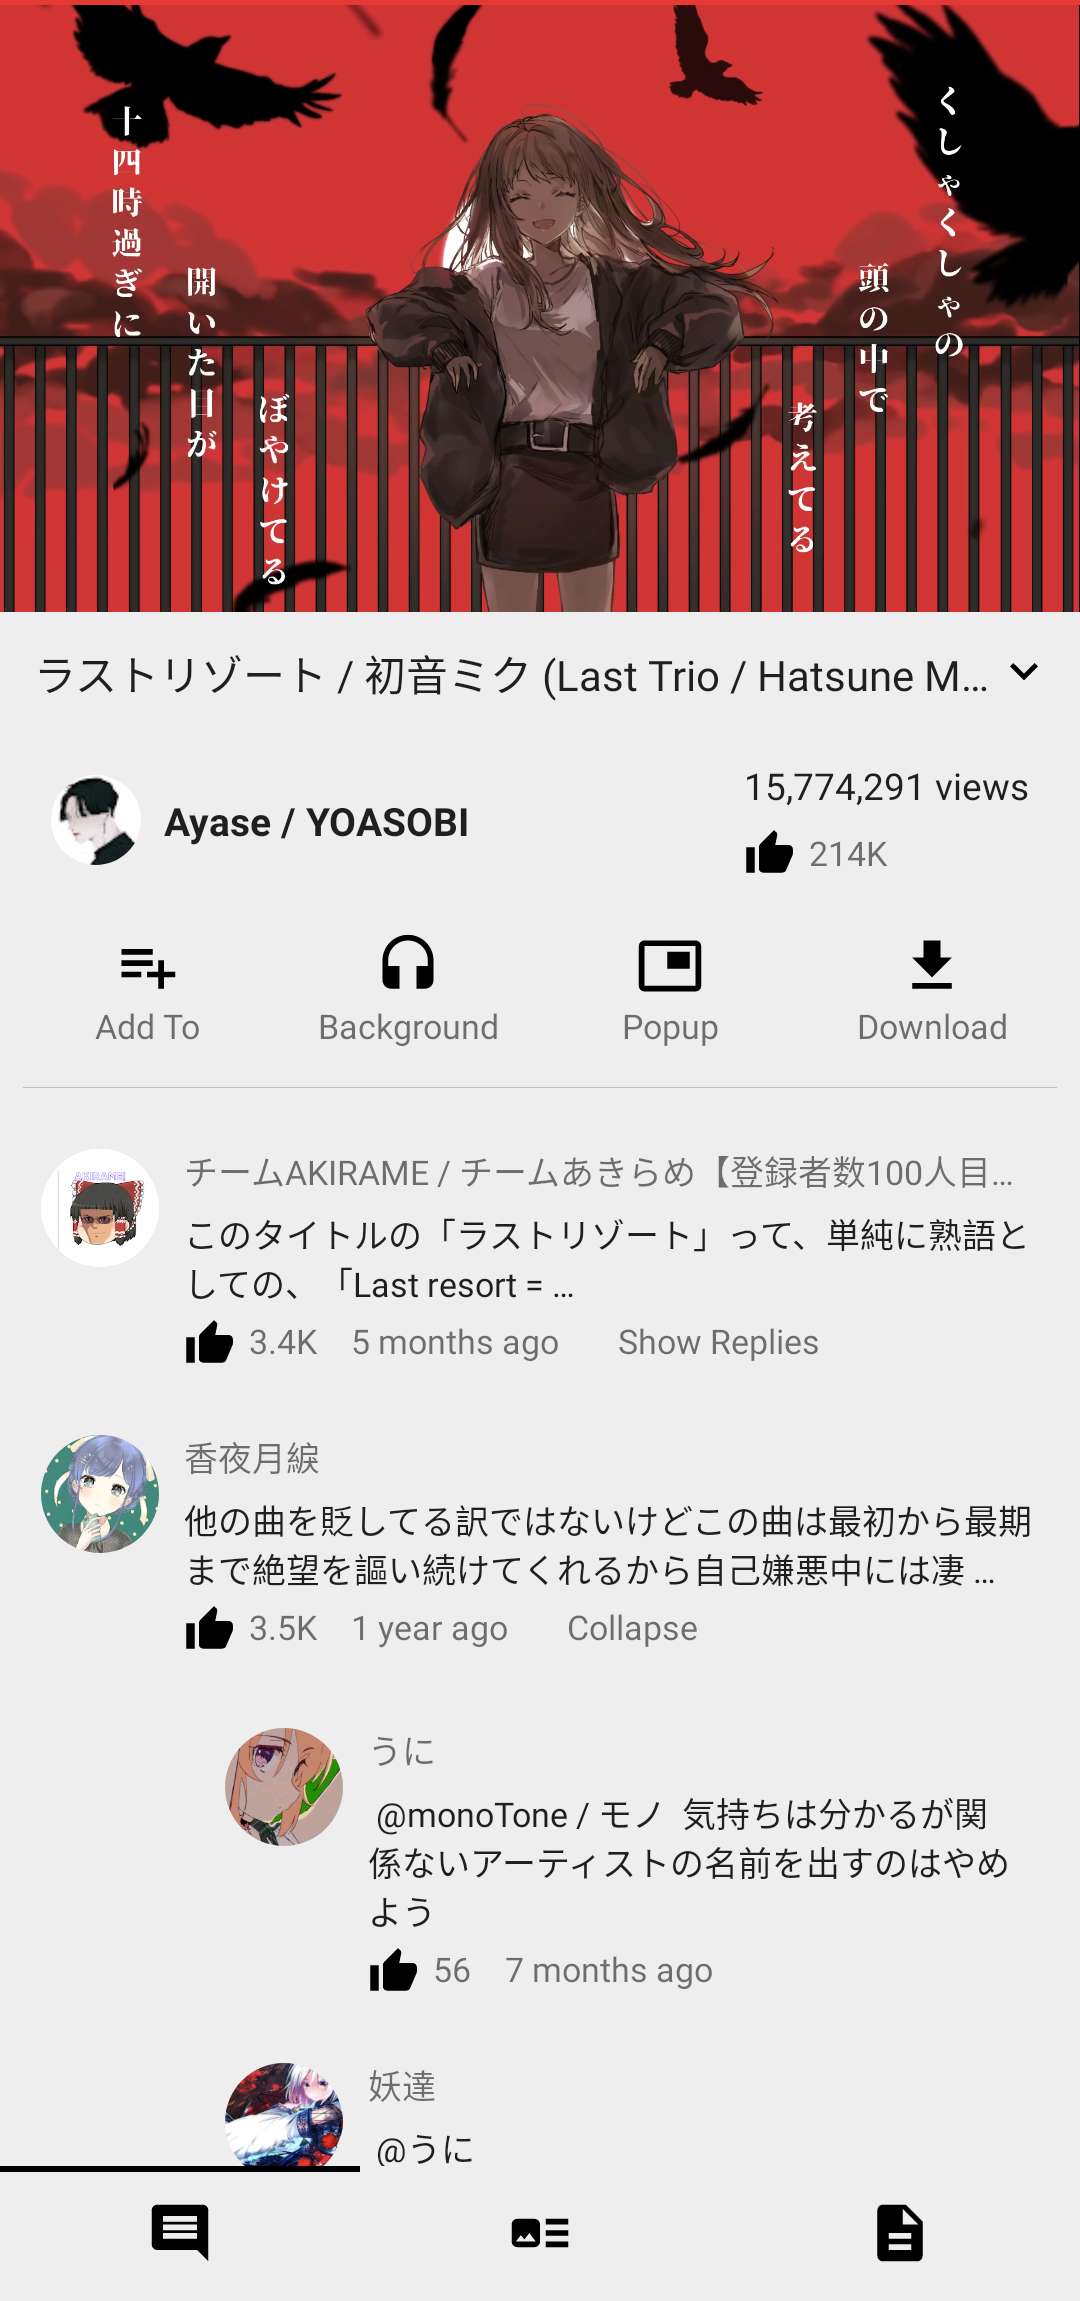 くしゃくしゃの
頭の中で
考えてる
十四時過ぎに
開いた目が
ぼやけてる
ラストリゾート / 初音ミク (Last Trio / Hatsune M…
Ayase / YOASOBI
15,774,291 views
214K
Add To
Background
Popup
Download
AKIRAME!
チームAKIRAME / チームあきらめ【登録者数100人目…
このタイトルの「ラストリゾート」って、単純に熟語と
しての、「Last resort = …
3.4K 5 months ago Show Replies
香夜月綟
他の曲を貶してる訳ではないけどこの曲は最初から最期
まで絶望を謳い続けてくれるから自己嫌悪中には凄 …
3.5K 1 year ago Collapse
うに
@monoTone / モノ 気持ちは分かるが関
係ないアーティストの名前を出すのはやめ
よう
56 7 months ago
妖達
@うに